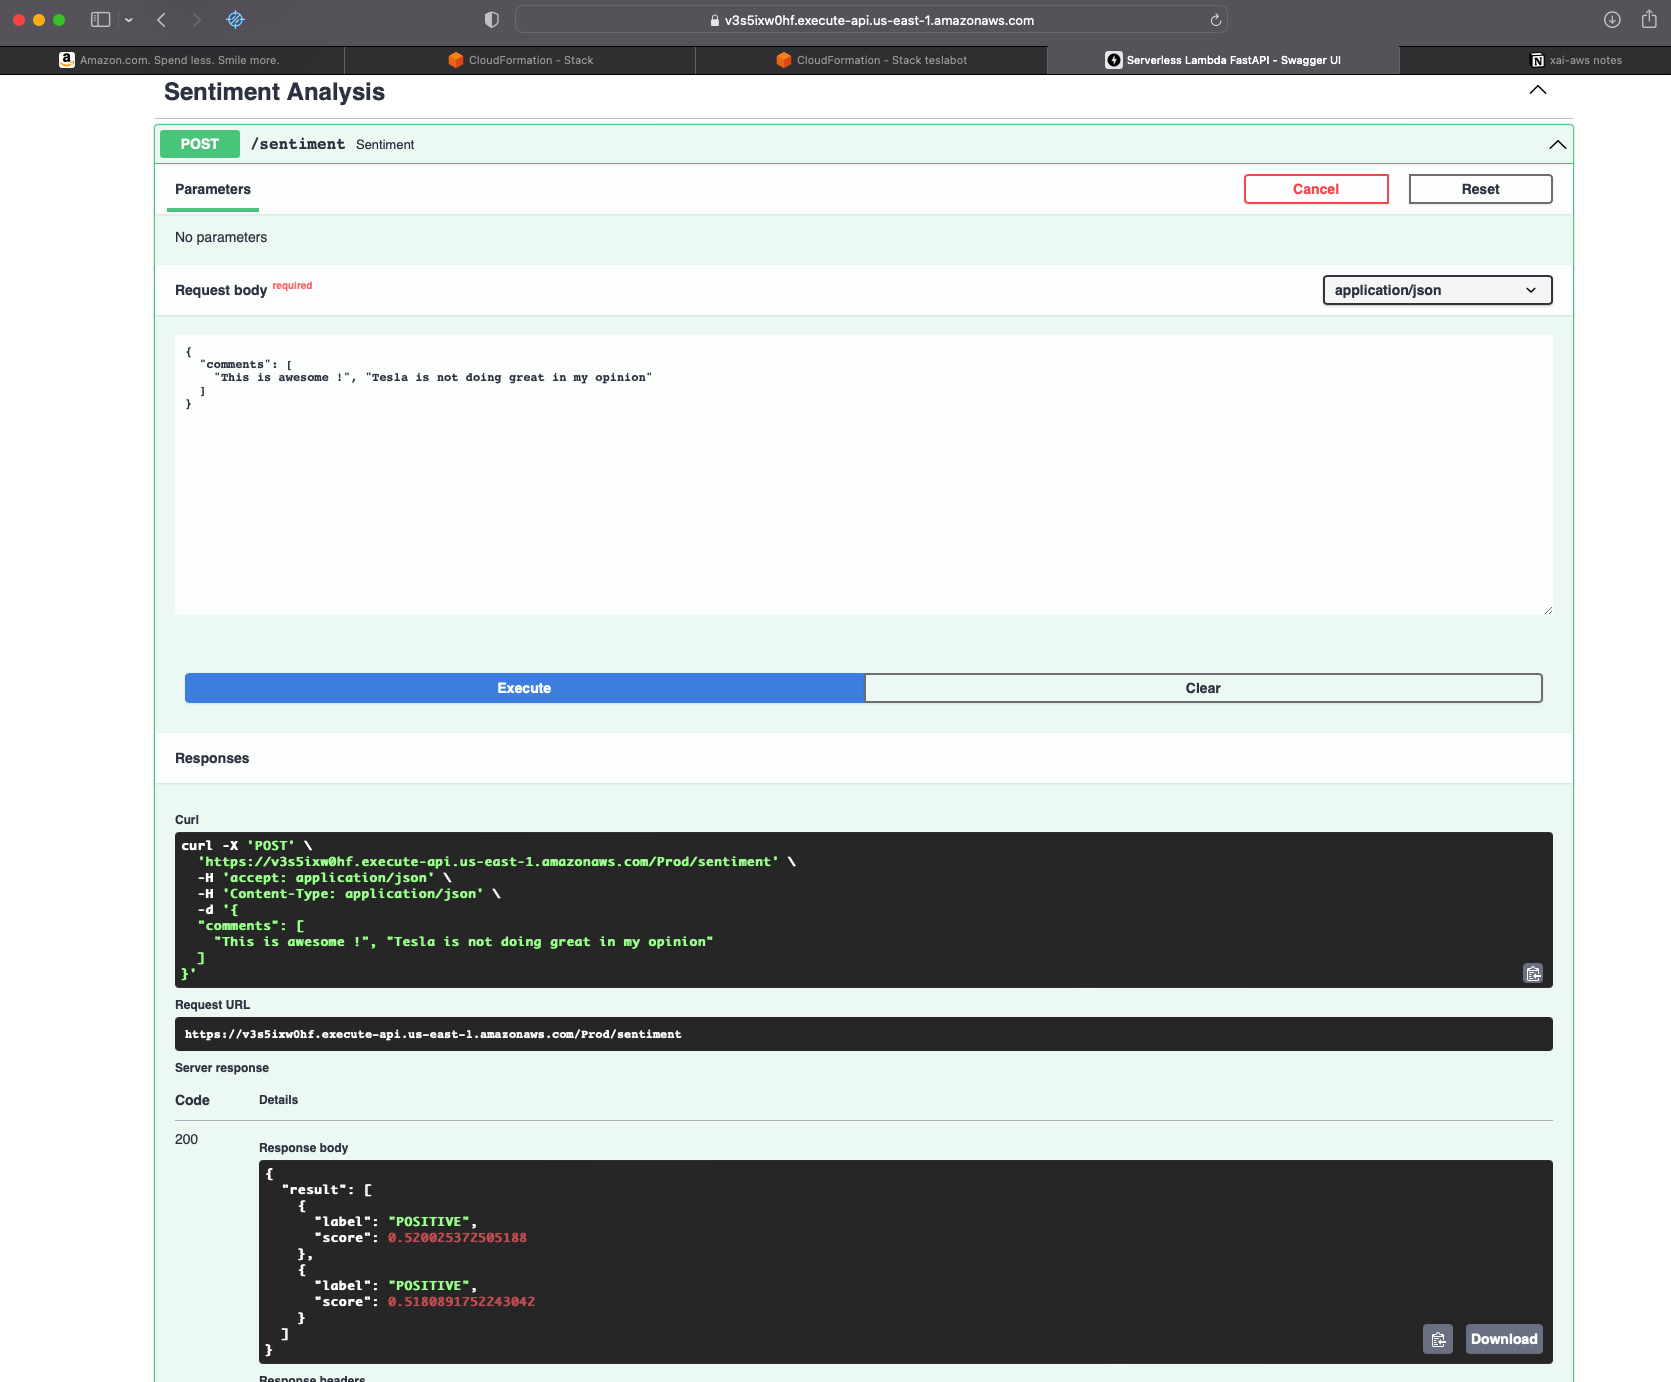 v3s5ixw0hf.execute-api.us-east-1.amazonaws.com
Amazon.com. Spend less. Smile more.
CloudFormation - Stack
CloudFormation - Stack teslabot
Serverless Lambda FastAPI - Swagger UI
xai-aws notes
Sentiment Analysis
POST /sentiment Sentiment
Parameters
Cancel
Reset
No parameters
Request body required
application/json
{
"comments": [
"This is awesome !", "Tesla is not doing great in my opinion"
]
}
Execute
Clear
Responses
Curl
curl -X 'POST' \
'https://v3s5ixw0hf.execute-api.us-east-1.amazonaws.com/Prod/sentiment' \
-H 'accept: application/json' \
-H 'Content-Type: application/json' \
-d '{
"comments": [
"This is awesome !", "Tesla is not doing great in my opinion"
]
}'
Request URL
https://v3s5ixw0hf.execute-api.us-east-1.amazonaws.com/Prod/sentiment
Server response
Code Details
200
Response body
{
"result": [
{
"label": "POSITIVE",
"score": 0.520025372505188
},
{
"label": "POSITIVE",
"score": 0.5180891752243042
}
]
}
Download
Response headers